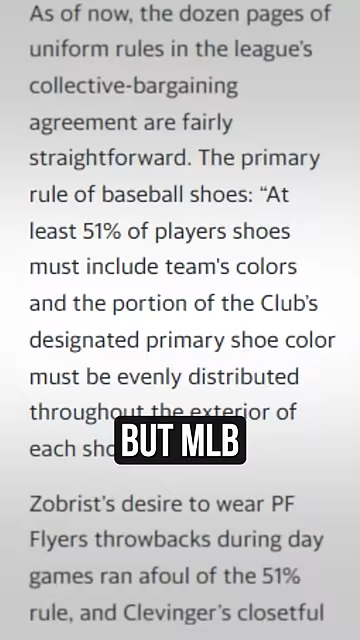 As of now, the dozen pages of
uniform rules in the league's
collective-bargaining
agreement are fairly
straightforward. The primary
rule of baseball shoes: “At
least 51% of players shoes
must include team's colors
and the portion of the Club's
designated primary shoe color
must be evenly distributed
throughout the exterior of
each
BUT MLB
Zobrist's desire to wear PF
Flyers throwbacks during day
games ran afoul of the 51%
rule, and Clevinger's closetful